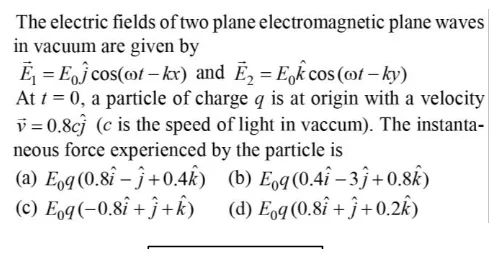 The electric fields of two plane electromagnetic plane waves
in vacuum are given by
$\vec{E}_1 = E_0\hat{j}\cos(\omega t - kx)$ and $\vec{E}_2 = E_0\hat{k}\cos(\omega t - ky)$
At $t = 0$, a particle of charge $q$ is at origin with a velocity
$\vec{v} = 0.8c\hat{j}$ ($c$ is the speed of light in vaccum). The instanta-
neous force experienced by the particle is
(a) $E_0q(0.8\hat{i} - \hat{j} + 0.4\hat{k})$ (b) $E_0q(0.4\hat{i} - 3\hat{j} + 0.8\hat{k})$
(c) $E_0q(-0.8\hat{i} + \hat{j} + \hat{k})$ (d) $E_0q(0.8\hat{i} + \hat{j} + 0.2\hat{k})$